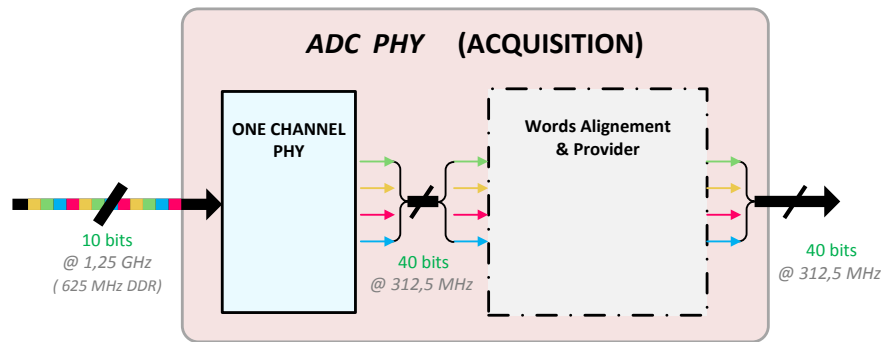 ADC PHY (ACQUISITION)
ONE CHANNEL
PHY
Words Alignement
& Provider
10 bits
@ 1,25 GHz
( 625 MHz DDR)
40 bits
@ 312,5 MHz
40 bits
@ 312,5 MHz